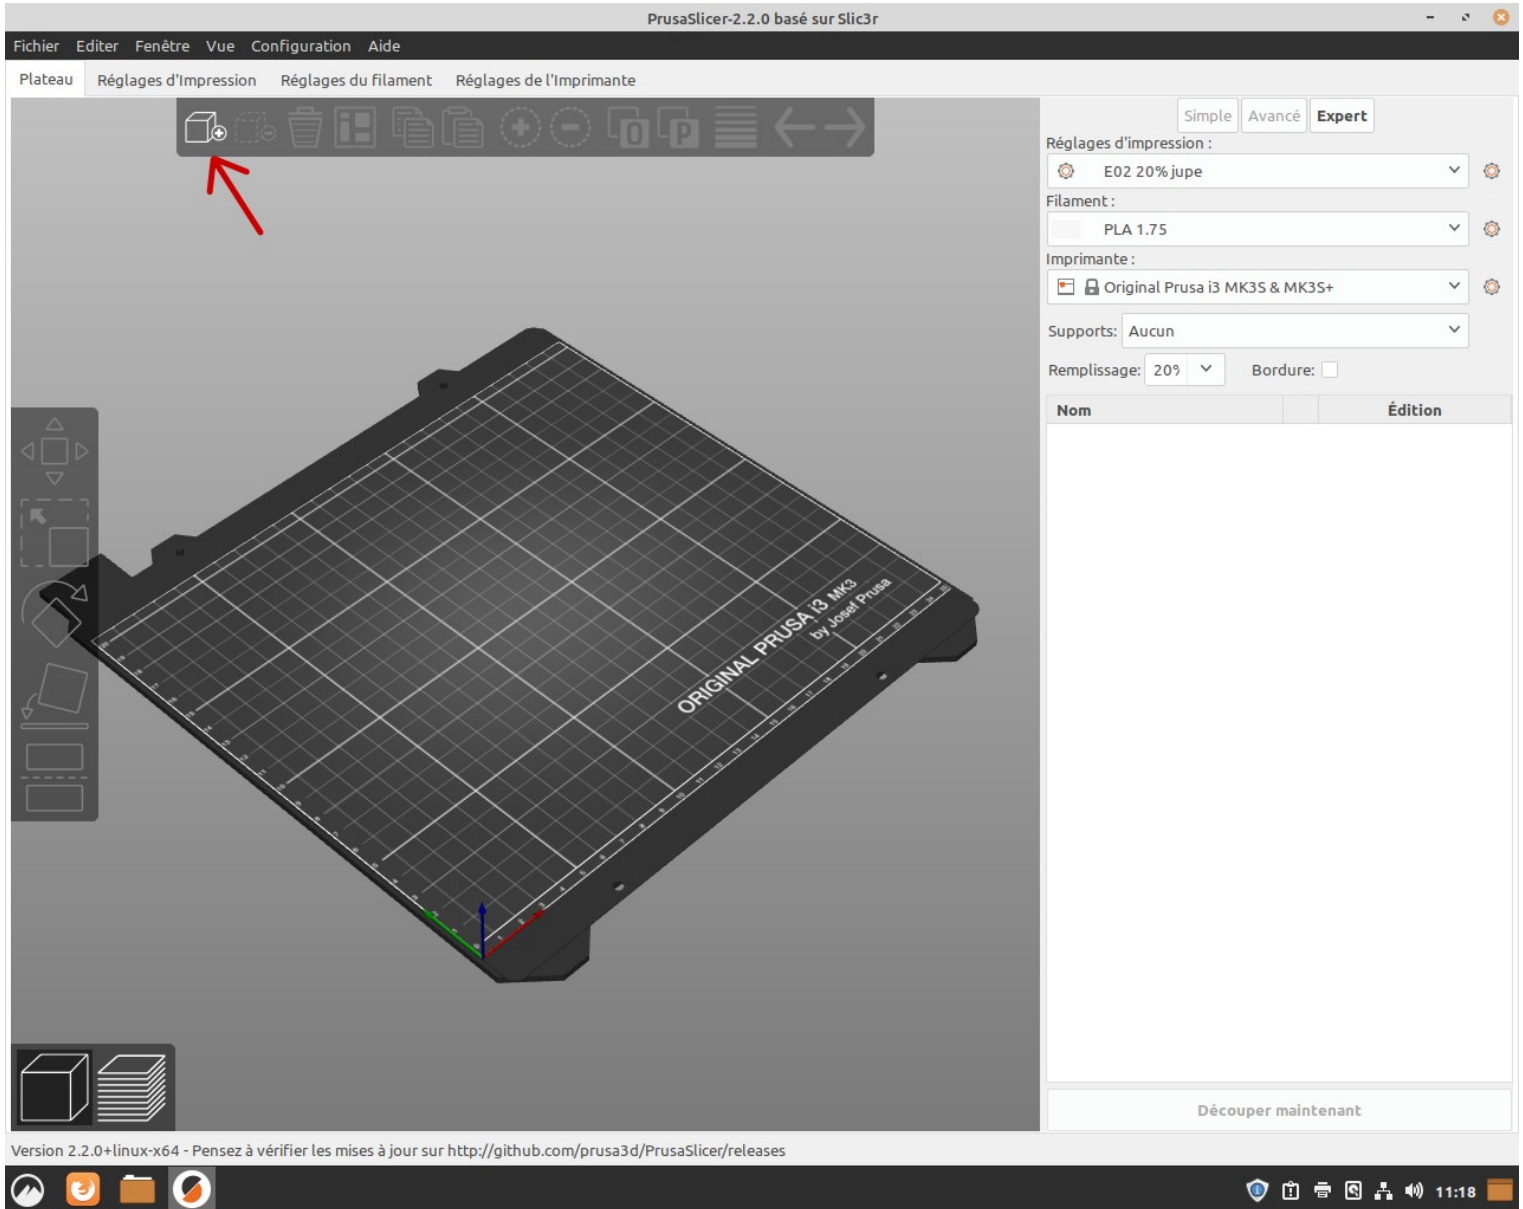 PrusaSlicer-2.2.0 basé sur Slic3r
Fichier Editer Fenêtre Vue Configuration Aide
Plateau Réglages d'Impression Réglages du filament Réglages de l'Imprimante
Simple Avancé Expert
Réglages d'impression :
E02 20% jupe
Filament :
PLA 1.75
Imprimante :
Original Prusa i3 MK3S & MK3S+
Supports: Aucun
Remplissage: 20% Bordure:
Nom Édition
ORIGINAL PRUSA i3 MK3
by Josef Prusa
Découper maintenant
Version 2.2.0+linux-x64 - Pensez à vérifier les mises à jour sur http://github.com/prusa3d/PrusaSlicer/releases
11:18